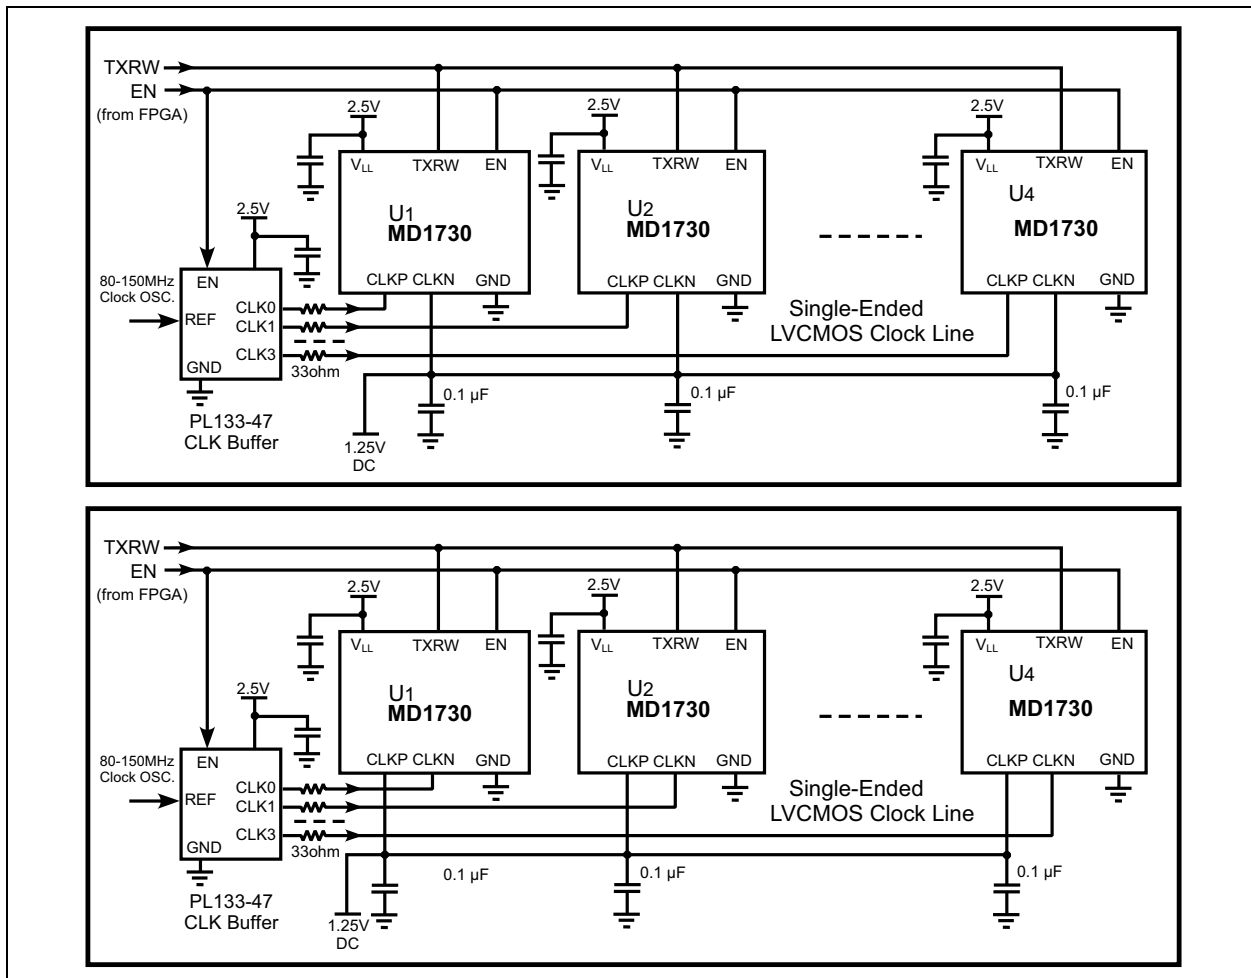 TXRW
EN
(from FPGA)
2.5V
2.5V
2.5V
VLL TXRW EN
VLL TXRW EN
VLL TXRW EN
U1
MD1730
U2
MD1730
U4
MD1730
2.5V
80-150MHz
Clock OSC.
EN
REF
GND
CLK0
CLK1
CLK3
33ohm
CLKP CLKN GND
CLKP CLKN GND
CLKP CLKN GND
Single-Ended
LVCMOS Clock Line
0.1 µF
0.1 µF
0.1 µF
PL133-47
CLK Buffer
1.25V
DC
TXRW
EN
(from FPGA)
2.5V
2.5V
2.5V
VLL TXRW EN
VLL TXRW EN
VLL TXRW EN
U1
MD1730
U2
MD1730
U4
MD1730
2.5V
80-150MHz
Clock OSC.
EN
REF
GND
CLK0
CLK1
CLK3
33ohm
CLKP CLKN GND
CLKP CLKN GND
CLKP CLKN GND
Single-Ended
LVCMOS Clock Line
0.1 µF
0.1 µF
0.1 µF
PL133-47
CLK Buffer
1.25V
DC